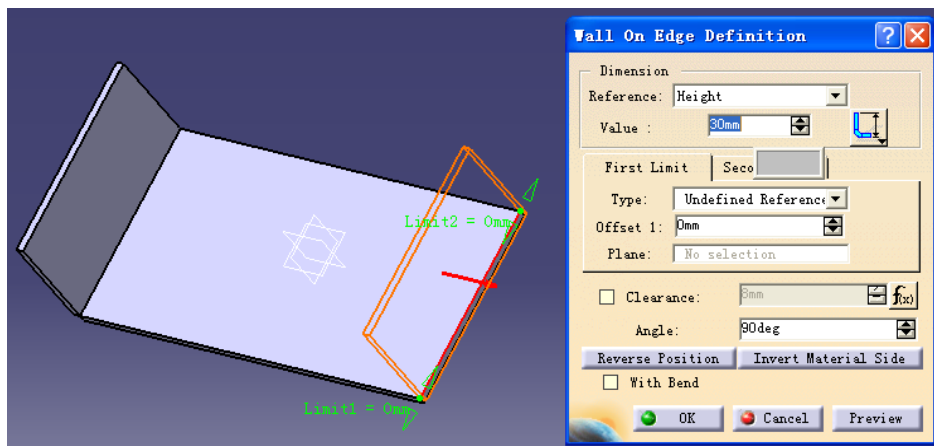 Wall On Edge Definition
Dimension
Reference: Height
Value : 30mm
First Limit Seco
Type: Undefined Reference
Offset 1: 0mm
Plane: No selection
Clearance: 8mm f(x)
Angle: 90deg
Reverse Position Invert Material Side
With Bend
OK Cancel Preview
Limit2 = 0mm
Limit1 = 0mm